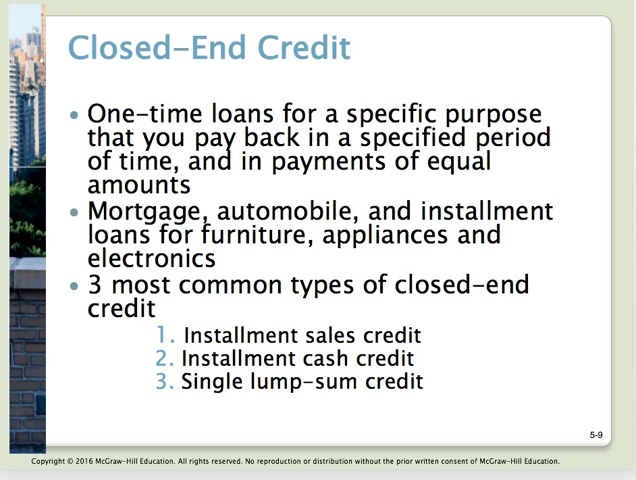 Closed-End Credit
• One-time loans for a specific purpose
that you pay back in a specified period
of time, and in payments of equal
amounts
• Mortgage, automobile, and installment
loans for furniture, appliances and
electronics
• 3 most common types of closed-end
credit
1. Installment sales credit
2. Installment cash credit
3. Single lump-sum credit
5-9
Copyright © 2016 McGraw-Hill Education. All rights reserved. No reproduction or distribution without the prior written consent of McGraw-Hill Education.